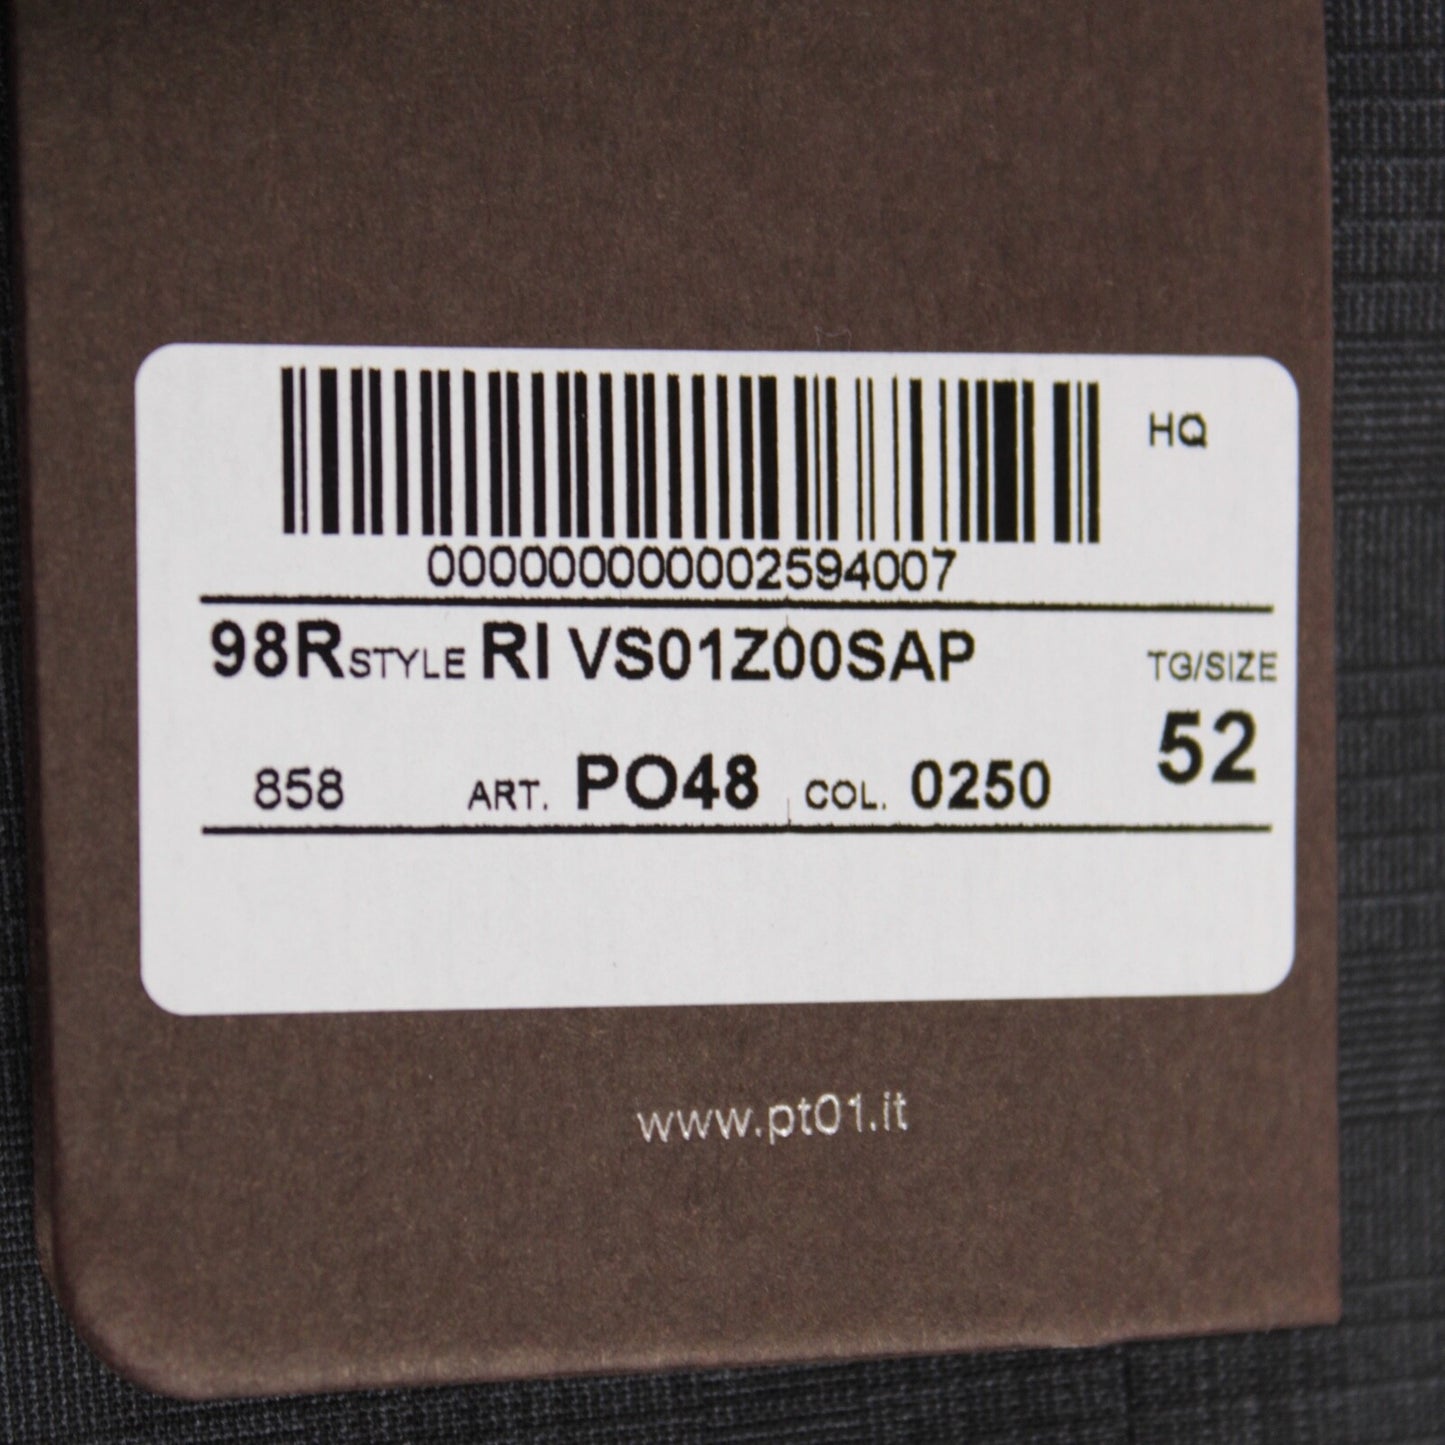 HQ
000000000002594007
98R STYLE RI VS01Z00SAP TG/SIZE
52
858 ART. PO48 COL. 0250
www.pt01.it